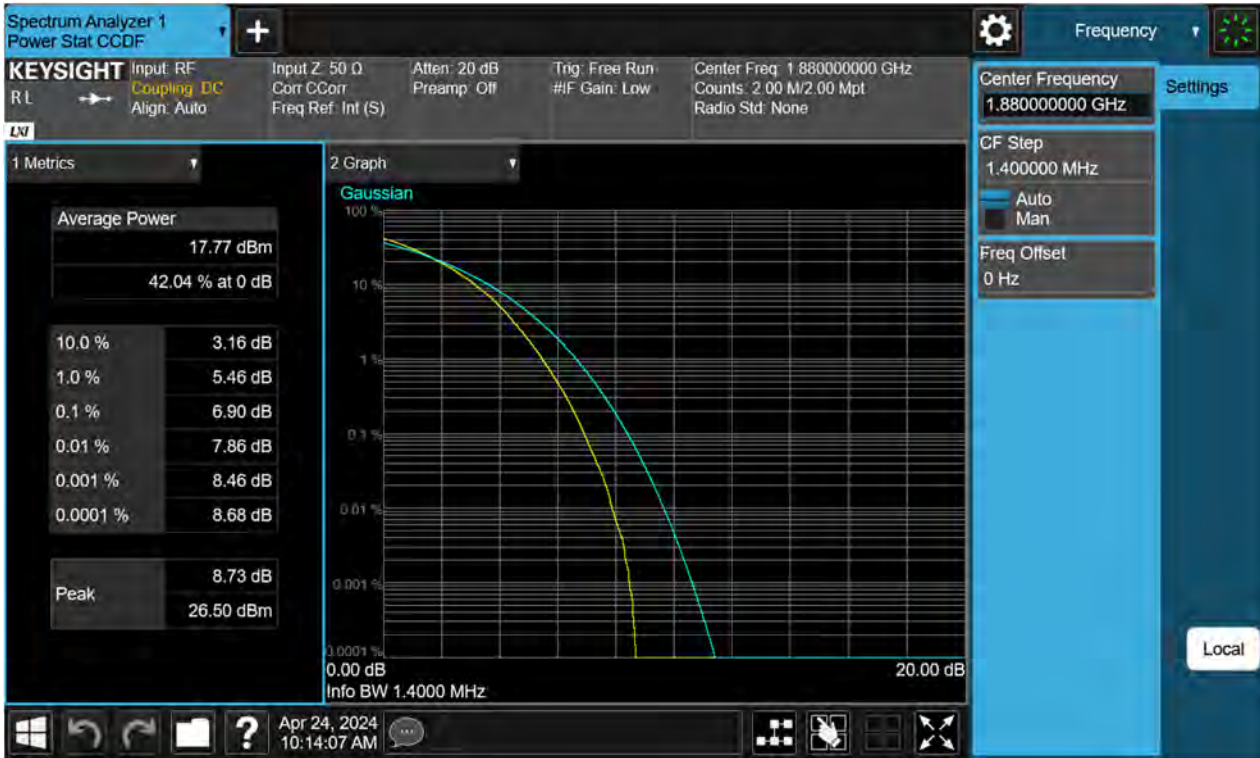 Spectrum Analyzer 1
Power Stat CCDF
+
Frequency
KEYSIGHT
R L
LXI
Input: RF
Coupling: DC
Align: Auto
Input Z: 50 Ω
Corr CCorr
Freq Ref: Int (S)
Atten: 20 dB
Preamp: Off
Trig: Free Run
#IF Gain: Low
Center Freq: 1.880000000 GHz
Counts: 2.00 M/2.00 Mpt
Radio Std: None
1 Metrics
Average Power
17.77 dBm
42.04 % at 0 dB
10.0 % 3.16 dB
1.0 % 5.46 dB
0.1 % 6.90 dB
0.01 % 7.86 dB
0.001 % 8.46 dB
0.0001 % 8.68 dB
Peak
8.73 dB
26.50 dBm
2 Graph
Gaussian
100 %
10 %
1 %
0.1 %
0.01 %
0.001 %
0.0001 %
0.00 dB 20.00 dB
Info BW 1.4000 MHz
Center Frequency
1.880000000 GHz
CF Step
1.400000 MHz
Auto
Man
Freq Offset
0 Hz
Settings
Local
?
Apr 24, 2024
10:14:07 AM